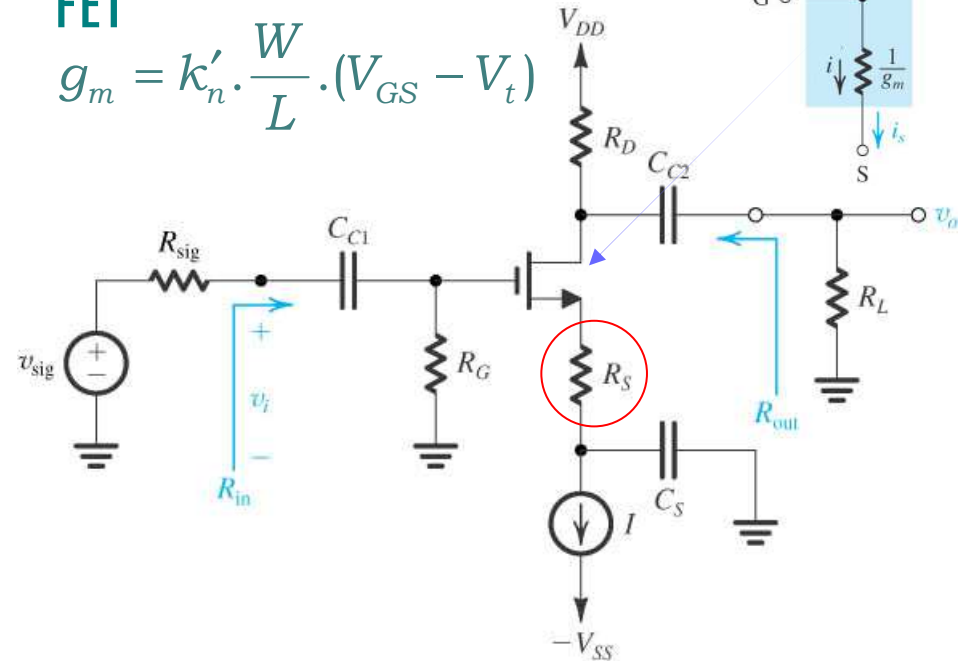 FET
g_m = k'_n . W/L . (V_GS − V_t)
G
i
1/g_m
i_s
S
V_DD
R_D
C_C2
v_o
C_C1
R_sig
R_L
v_sig
+
−
+
v_i
−
R_G
R_S
R_out
R_in
C_S
I
−V_SS